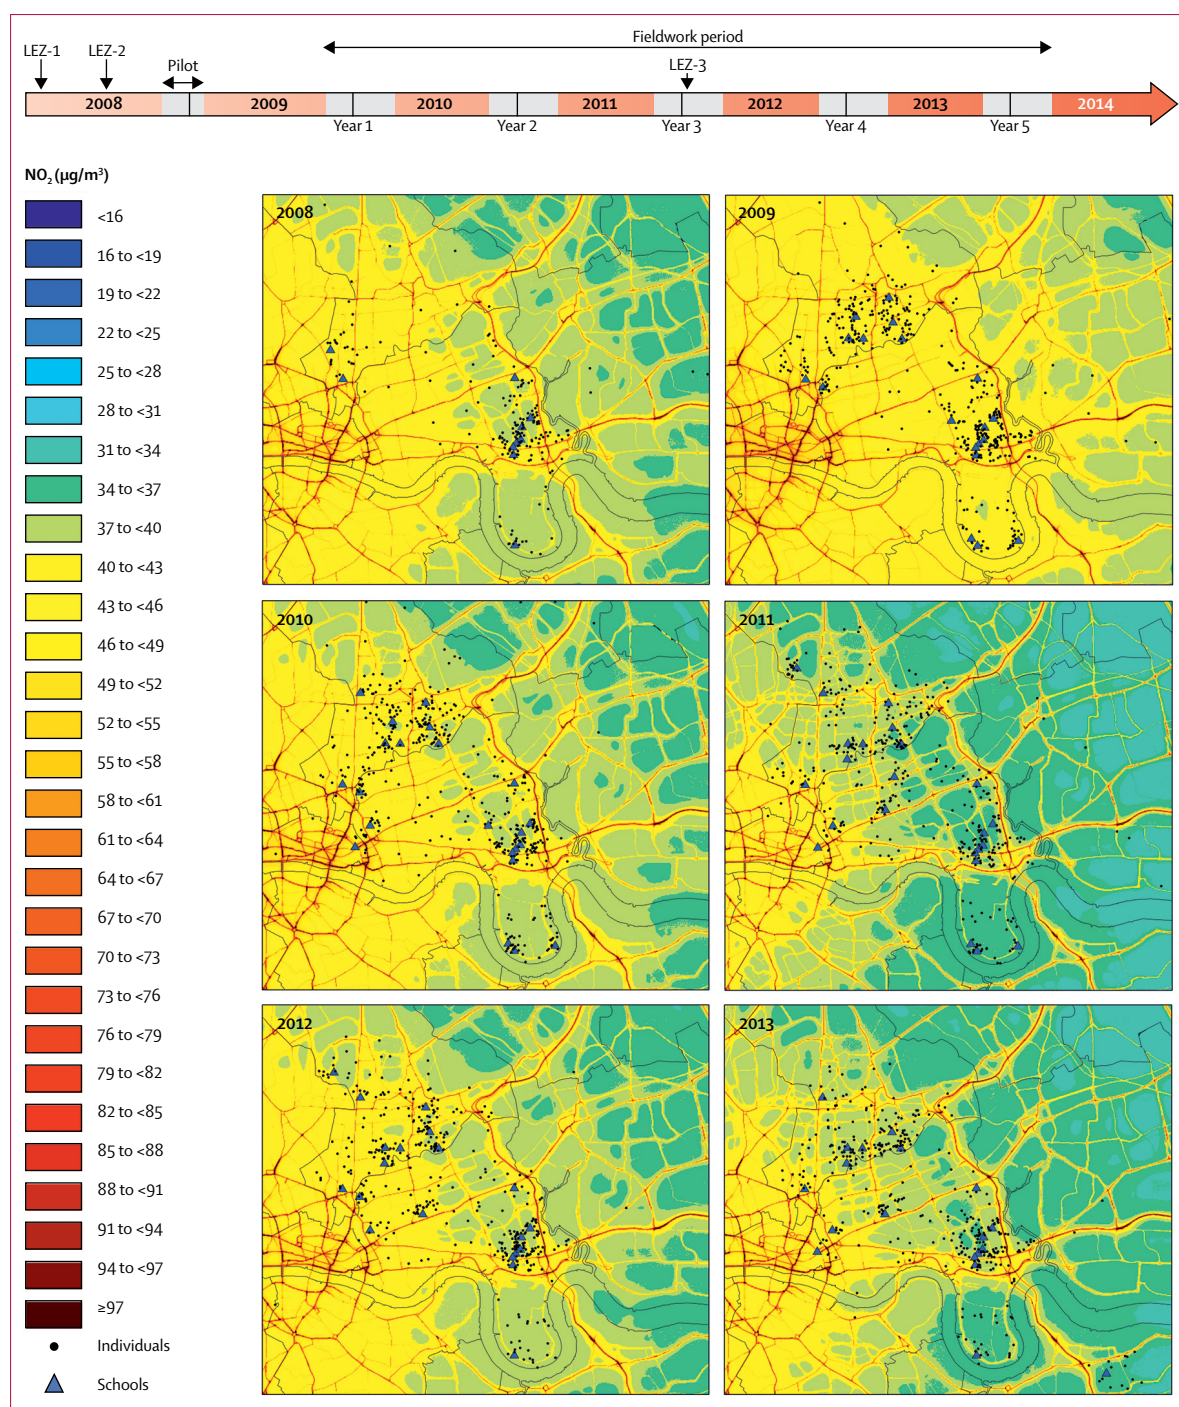 Fieldwork period
LEZ-1
LEZ-2
Pilot
LEZ-3
2008
2009
2010
2011
2012
2013
2014
Year 1
Year 2
Year 3
Year 4
Year 5
NO₂ (µg/m³)
<16
16 to <19
19 to <22
22 to <25
25 to <28
28 to <31
31 to <34
34 to <37
37 to <40
40 to <43
43 to <46
46 to <49
49 to <52
52 to <55
55 to <58
58 to <61
61 to <64
64 to <67
67 to <70
70 to <73
73 to <76
76 to <79
79 to <82
82 to <85
85 to <88
88 to <91
91 to <94
94 to <97
≥97
Individuals
Schools
2008
2009
2010
2011
2012
2013